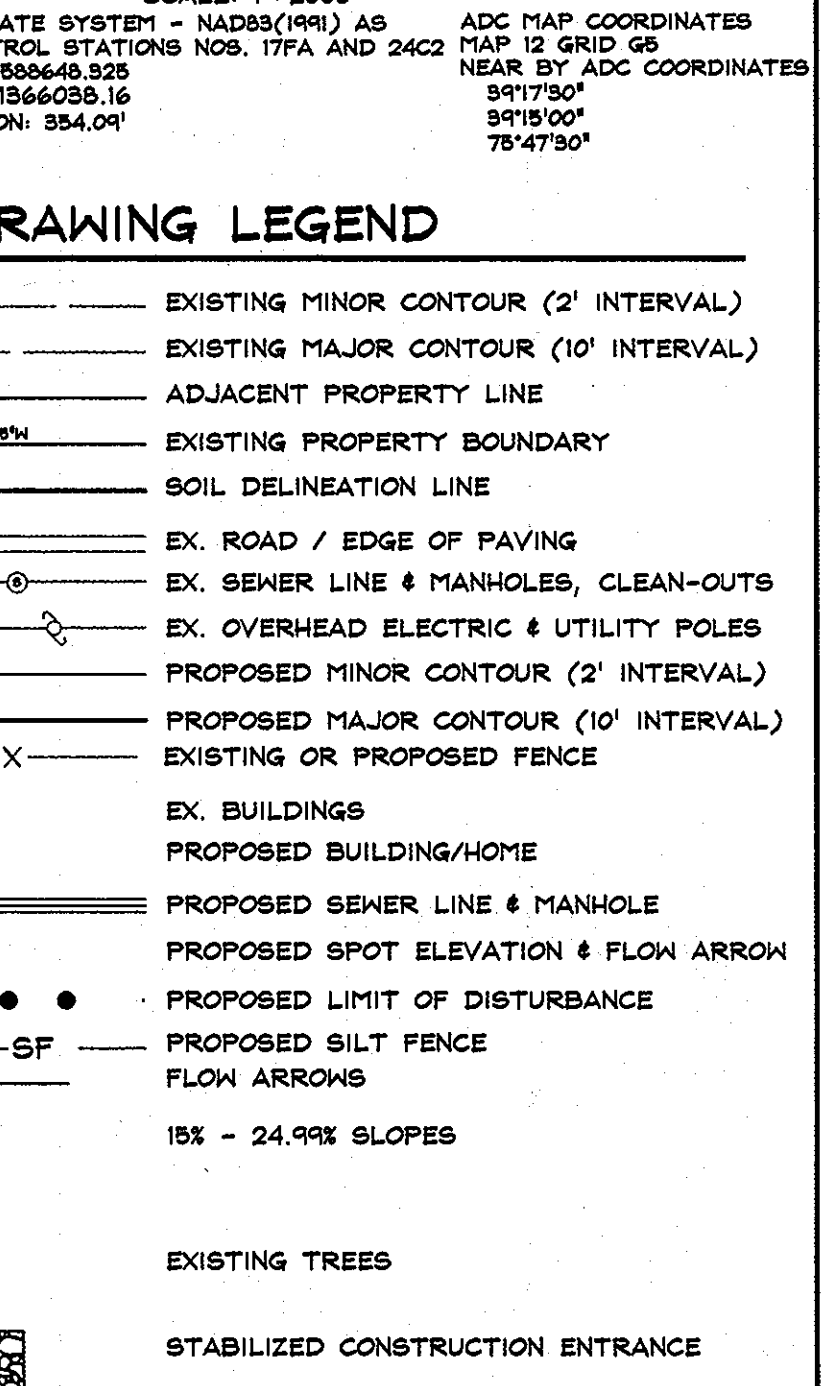 ATE SYSTEM - NAD83(1991) AS
TROL STATIONS NOS. 17FA AND 24C2
588648.325
1366038.16
ON: 354.09'
ADC MAP COORDINATES
MAP 12 GRID G5
NEAR BY ADC COORDINATES
39°17'30"
39°15'00"
75°47'30"
RAWING LEGEND
EXISTING MINOR CONTOUR (2' INTERVAL)
EXISTING MAJOR CONTOUR (10' INTERVAL)
ADJACENT PROPERTY LINE
EXISTING PROPERTY BOUNDARY
SOIL DELINEATION LINE
EX. ROAD / EDGE OF PAVING
S EX. SEWER LINE & MANHOLES, CLEAN-OUTS
EX. OVERHEAD ELECTRIC & UTILITY POLES
PROPOSED MINOR CONTOUR (2' INTERVAL)
PROPOSED MAJOR CONTOUR (10' INTERVAL)
X EXISTING OR PROPOSED FENCE
EX. BUILDINGS
PROPOSED BUILDING/HOME
PROPOSED SEWER LINE & MANHOLE
PROPOSED SPOT ELEVATION & FLOW ARROW
PROPOSED LIMIT OF DISTURBANCE
SF PROPOSED SILT FENCE
FLOW ARROWS
15% - 24.99% SLOPES
EXISTING TREES
STABILIZED CONSTRUCTION ENTRANCE